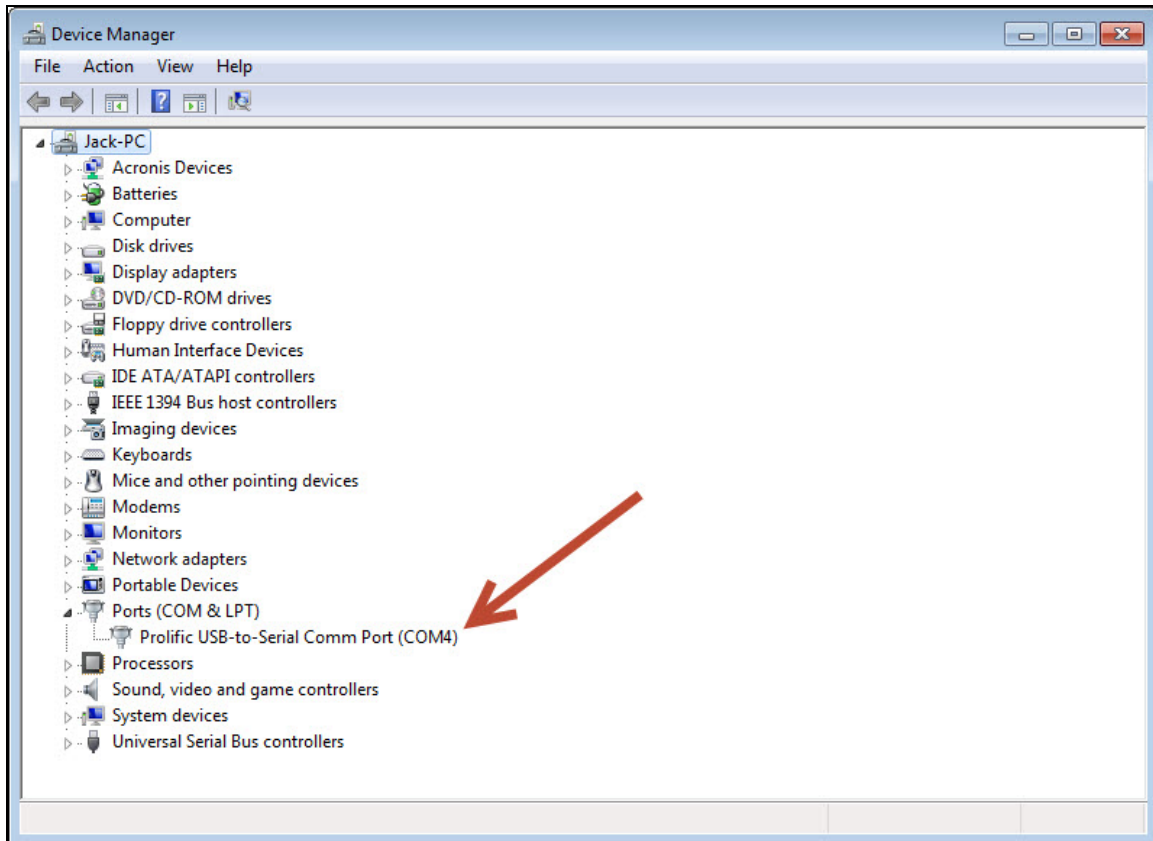 Device Manager
File Action View Help
Jack-PC
Acronis Devices
Batteries
Computer
Disk drives
Display adapters
DVD/CD-ROM drives
Floppy drive controllers
Human Interface Devices
IDE ATA/ATAPI controllers
IEEE 1394 Bus host controllers
Imaging devices
Keyboards
Mice and other pointing devices
Modems
Monitors
Network adapters
Portable Devices
Ports (COM & LPT)
Prolific USB-to-Serial Comm Port (COM4)
Processors
Sound, video and game controllers
System devices
Universal Serial Bus controllers